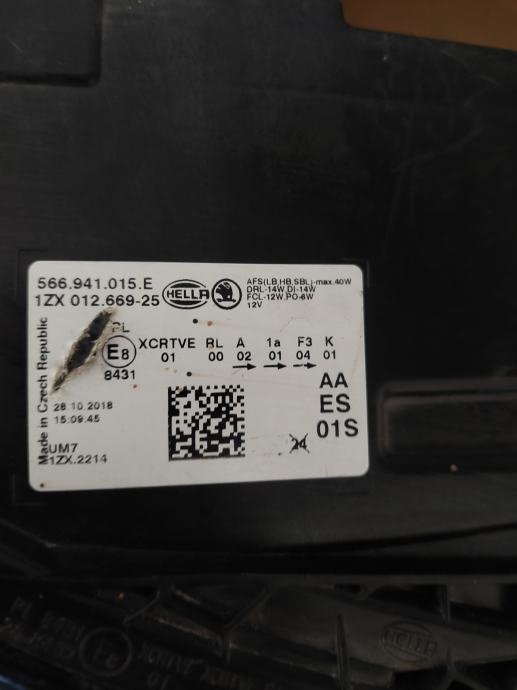 566.941.015.E
1ZX 012.669-25
HELLA
AFS(LB,HB,SBL)-max.40W
DRL-14W,DI-14W
FCL-12W,PO-6W
12V
PL
E8
8431
XCRTVE RL A 1a F3 K
01 00 02 01 04 01
Made in Czech Republic
28.10.2018
15:09:45
UM7
1ZX.2214
AA
ES
01S
24
HELLA
E8